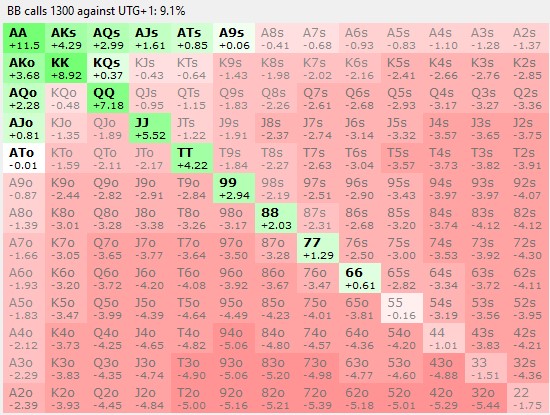 BB calls 1300 against UTG+1: 9.1%
AA AKs AQs AJs ATs A9s A8s A7s A6s A5s A4s A3s A2s
+11.5 +4.29 +2.99 +1.61 +0.85 +0.06 -0.41 -0.68 -0.93 -0.83 -1.10 -1.28 -1.37
AKo KK KQs KJs KTs K9s K8s K7s K6s K5s K4s K3s K2s
+3.68 +8.92 +0.37 -0.43 -0.64 -1.43 -1.98 -2.02 -2.16 -2.41 -2.66 -2.76 -2.85
AQo KQo QQ QJs QTs Q9s Q8s Q7s Q6s Q5s Q4s Q3s Q2s
+2.28 -0.48 +7.18 -0.95 -1.15 -1.83 -2.26 -2.61 -2.68 -2.93 -3.17 -3.27 -3.36
AJo KJo QJo JJ JTs J9s J8s J7s J6s J5s J4s J3s J2s
+0.81 -1.35 -1.89 +5.52 -1.22 -1.91 -2.37 -2.74 -3.14 -3.32 -3.57 -3.65 -3.75
ATo KTo QTo JTo TT T9s T8s T7s T6s T5s T4s T3s T2s
-0.01 -1.59 -2.11 -2.17 +4.22 -1.84 -2.27 -2.63 -3.04 -3.57 -3.73 -3.82 -3.91
A9o K9o Q9o J9o T9o 99 98s 97s 96s 95s 94s 93s 92s
-0.87 -2.44 -2.82 -2.91 -2.84 +2.94 -2.19 -2.51 -2.90 -3.43 -3.97 -3.97 -4.07
A8o K8o Q8o J8o T8o 98o 88 87s 86s 85s 84s 83s 82s
-1.39 -3.01 -3.28 -3.38 -3.26 -3.17 +2.03 -2.31 -2.68 -3.20 -3.74 -4.12 -4.12
A7o K7o Q7o J7o T7o 97o 87o 77 76s 75s 74s 73s 72s
-1.66 -3.05 -3.65 -3.77 -3.64 -3.50 -3.28 +1.29 -2.50 -3.00 -3.53 -3.92 -4.30
A6o K6o Q6o J6o T6o 96o 86o 76o 66 65s 64s 63s 62s
-1.93 -3.20 -3.72 -4.20 -4.08 -3.92 -3.67 -3.47 +0.61 -2.82 -3.34 -3.72 -4.11
A5o K5o Q5o J5o T5o 95o 85o 75o 65o 55 54s 53s 52s
-1.83 -3.47 -3.99 -4.39 -4.64 -4.49 -4.23 -4.01 -3.81 -0.16 -3.19 -3.56 -3.95
A4o K4o Q4o J4o T4o 94o 84o 74o 64o 54o 44 43s 42s
-2.12 -3.73 -4.25 -4.65 -4.82 -5.06 -4.80 -4.57 -4.36 -4.20 -1.01 -3.83 -4.21
A3o K3o Q3o J3o T3o 93o 83o 73o 63o 53o 43o 33 32s
-2.29 -3.83 -4.35 -4.74 -4.90 -5.06 -5.20 -4.98 -4.77 -4.60 -4.88 -1.51 -4.36
A2o K2o Q2o J2o T2o 92o 82o 72o 62o 52o 42o 32o 22
-2.39 -3.93 -4.45 -4.84 -5.00 -5.16 -5.21 -5.39 -5.18 -5.01 -5.29 -5.44 -1.75